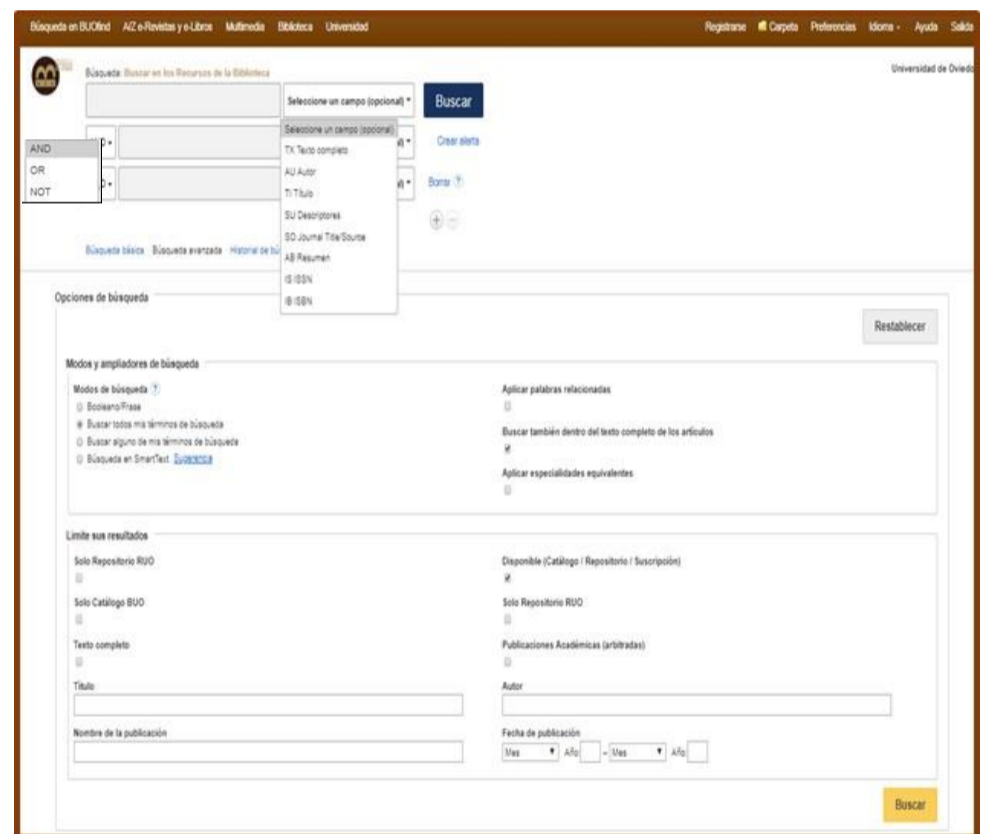 Búsqueda en BUOfind A/Z e-Revistas y e-Libros Multimedia Biblioteca Universidad Registrarse Carpeta Preferencias Idioma Ayuda Salida
Búsqueda: Buscar en los Recursos de la Biblioteca
Universidad de Oviedo
Seleccione un campo (opcional) Buscar
Crear alerta
Borrar ?
AND
OR
NOT
Seleccione un campo (opcional)
TX Texto completo
AU Autor
TI Título
SU Descriptores
SO Journal Title/Source
AB Resumen
IS ISSN
IB ISBN
Búsqueda básica Búsqueda avanzada Historial de
Opciones de búsqueda
Restablecer
Modos y ampliadores de búsqueda
Modos de búsqueda ?
Booleano/Frase
Buscar todos mis términos de búsqueda
Buscar alguno de mis términos de búsqueda
Búsqueda en SmartText Sugerencia
Aplicar palabras relacionadas
Buscar también dentro del texto completo de los artículos
Aplicar especialidades equivalentes
Limite sus resultados
Solo Repositorio RUO
Disponible (Catálogo / Repositorio / Suscripción)
Solo Catálogo BUO
Solo Repositorio RUO
Texto completo
Publicaciones Académicas (arbitradas)
Título
Autor
Nombre de la publicación
Fecha de publicación
Mes Año – Mes Año
Buscar